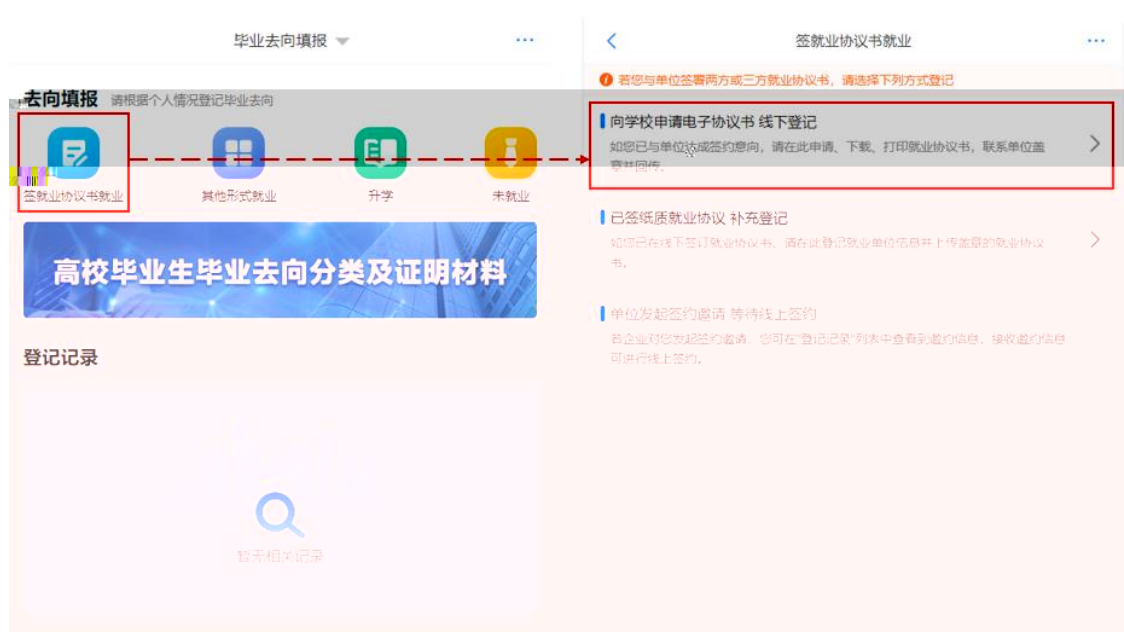 毕业去向填报
去向填报 请根据个人情况登记毕业去向
签就业协议书就业
其他形式就业
升学
未就业
高校毕业生毕业去向分类及证明材料
登记记录
暂无相关记录
签就业协议书就业
若您与单位签署两方或三方就业协议书，请选择下列方式登记
向学校申请电子协议书 线下登记
如您已与单位达成签约意向，请在此申请、下载、打印就业协议书，联系单位盖
章并回传。
已签纸质就业协议 补充登记
如您已在线下签订就业协议书，请在此登记就业单位信息并上传盖章的就业协议
书。
单位发起签约邀请 等待线上签约
若企业对您发起签约邀请，您可在“登记记录”列表中查看到邀约信息，接收邀约信息
可进行线上签约。